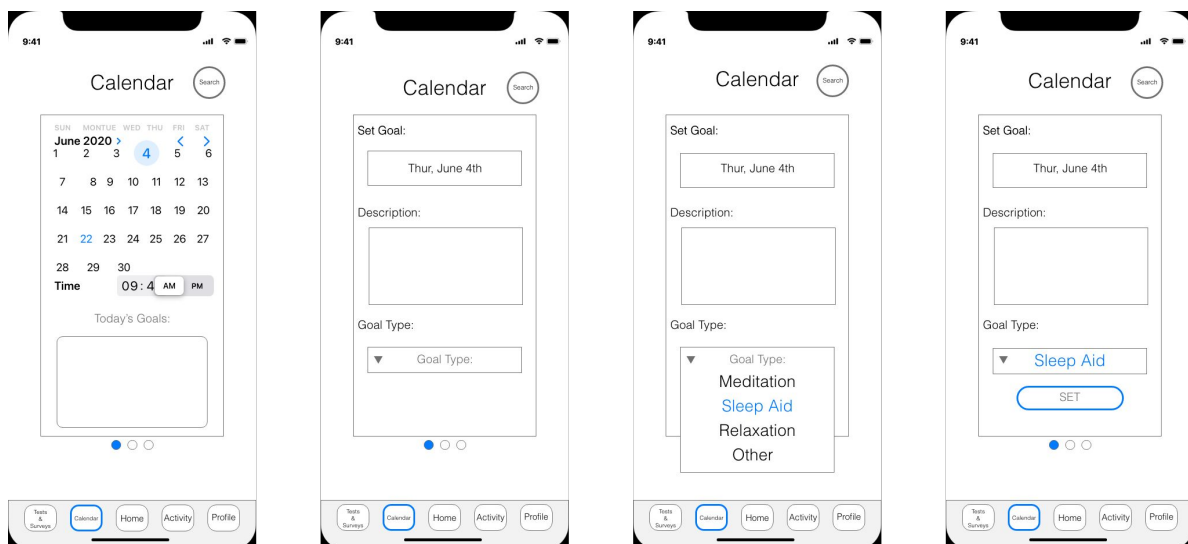 9:41
Calendar
Search
SUN MON TUE WED THU FRI SAT
June 2020 >
1 2 3 4 5 6
7 8 9 10 11 12 13
14 15 16 17 18 19 20
21 22 23 24 25 26 27
28 29 30
Time 09:4 AM PM
Today's Goals:
Tests & Surveys
Calendar
Home
Activity
Profile
9:41
Calendar
Search
Set Goal:
Thur, June 4th
Description:
Goal Type:
Goal Type:
Tests & Surveys
Calendar
Home
Activity
Profile
9:41
Calendar
Search
Set Goal:
Thur, June 4th
Description:
Goal Type:
Goal Type:
Meditation
Sleep Aid
Relaxation
Other
Tests & Surveys
Calendar
Home
Activity
Profile
9:41
Calendar
Search
Set Goal:
Thur, June 4th
Description:
Goal Type:
Sleep Aid
SET
Tests & Surveys
Calendar
Home
Activity
Profile